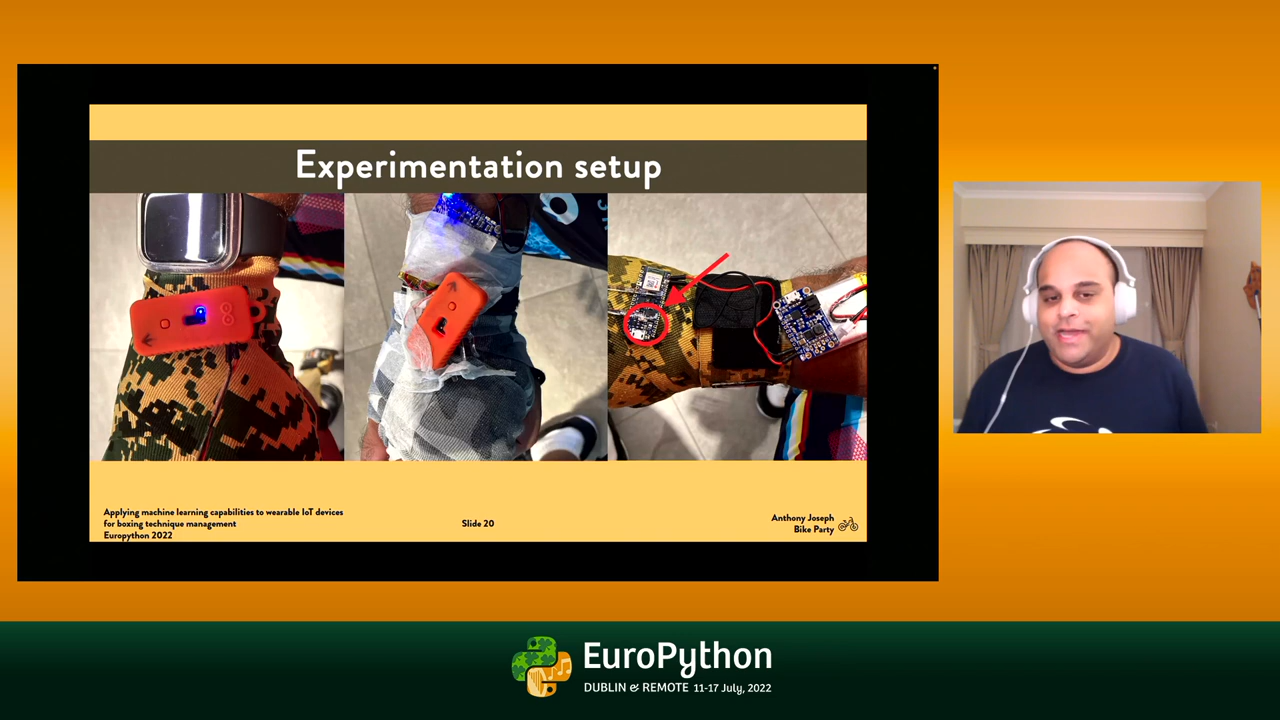 Experimentation setup
Applying machine learning capabilities to wearable IoT devices
for boxing technique management
Europython 2022
Slide 20
Anthony Joseph
Bike Party
EuroPython
DUBLIN & REMOTE 11-17 July, 2022